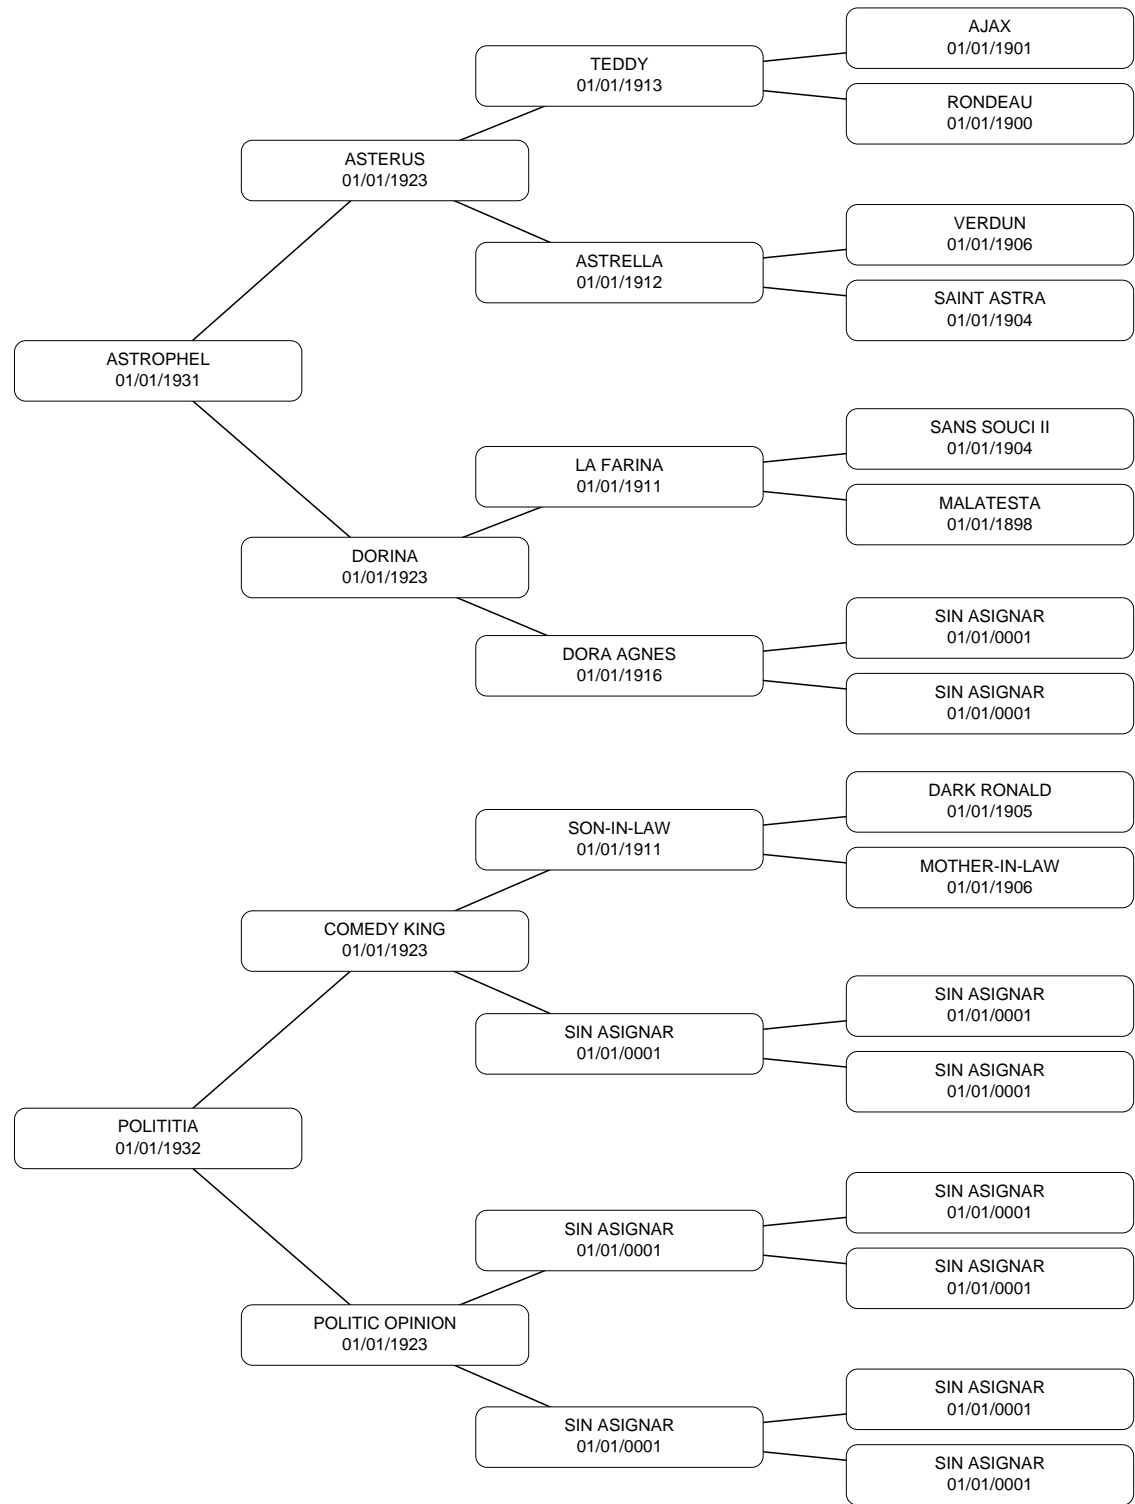 AJAX
01/01/1901
TEDDY
01/01/1913
RONDEAU
01/01/1900
ASTERUS
01/01/1923
VERDUN
01/01/1906
ASTRELLA
01/01/1912
SAINT ASTRA
01/01/1904
ASTROPHEL
01/01/1931
SANS SOUCI II
01/01/1904
LA FARINA
01/01/1911
MALATESTA
01/01/1898
DORINA
01/01/1923
SIN ASIGNAR
01/01/0001
DORA AGNES
01/01/1916
SIN ASIGNAR
01/01/0001
DARK RONALD
01/01/1905
SON-IN-LAW
01/01/1911
MOTHER-IN-LAW
01/01/1906
COMEDY KING
01/01/1923
SIN ASIGNAR
01/01/0001
SIN ASIGNAR
01/01/0001
SIN ASIGNAR
01/01/0001
POLITITIA
01/01/1932
SIN ASIGNAR
01/01/0001
SIN ASIGNAR
01/01/0001
SIN ASIGNAR
01/01/0001
POLITIC OPINION
01/01/1923
SIN ASIGNAR
01/01/0001
SIN ASIGNAR
01/01/0001
SIN ASIGNAR
01/01/0001